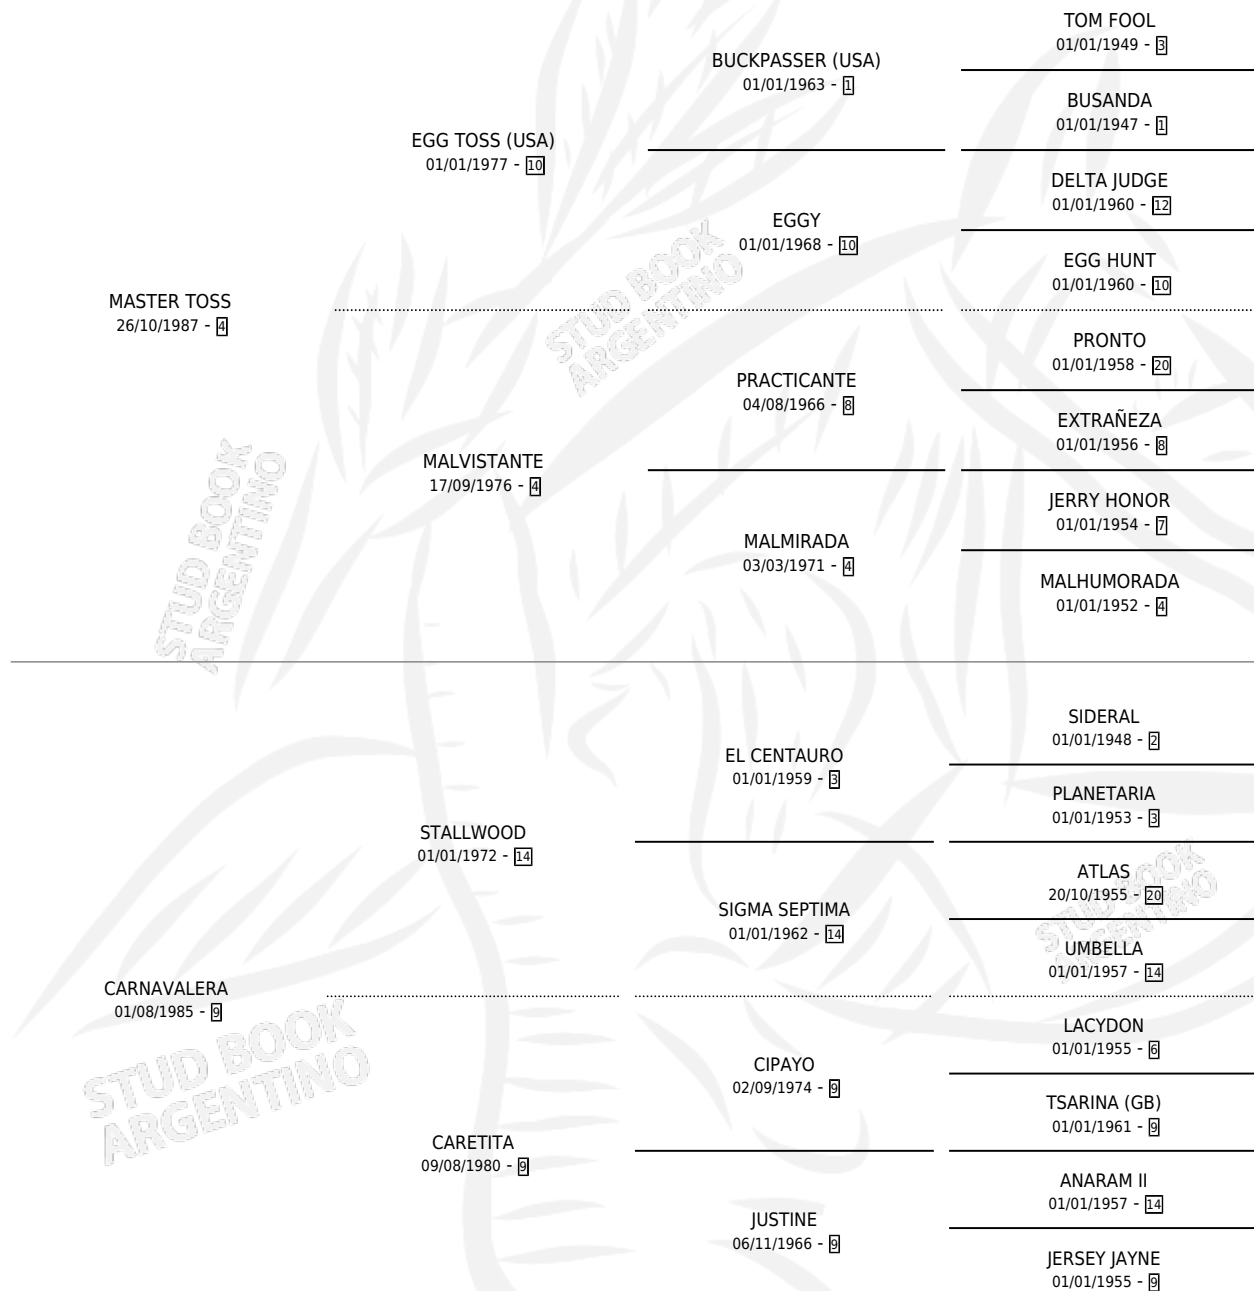 TOM FOOL
01/01/1949 - 3
BUCKPASSER (USA)
01/01/1963 - 1
BUSANDA
01/01/1947 - 1
EGG TOSS (USA)
01/01/1977 - 10
DELTA JUDGE
01/01/1960 - 12
EGGY
01/01/1968 - 10
EGG HUNT
01/01/1960 - 10
MASTER TOSS
26/10/1987 - 4
PRONTO
01/01/1958 - 20
PRACTICANTE
04/08/1966 - 8
EXTRAÑEZA
01/01/1956 - 8
MALVISTANTE
17/09/1976 - 4
JERRY HONOR
01/01/1954 - 7
MALMIRADA
03/03/1971 - 4
MALHUMORADA
01/01/1952 - 4
STUD BOOK
ARGENTINO
STUD BOOK
ARGENTINO
SIDERAL
01/01/1948 - 2
EL CENTAURO
01/01/1959 - 3
PLANETARIA
01/01/1953 - 3
STALLWOOD
01/01/1972 - 14
ATLAS
20/10/1955 - 20
SIGMA SEPTIMA
01/01/1962 - 14
UMBELLA
01/01/1957 - 14
STUD BOOK
ARGENTINO
CARNAVALERA
01/08/1985 - 9
LACYDON
01/01/1955 - 6
CIPAYO
02/09/1974 - 9
TSARINA (GB)
01/01/1961 - 9
STUD BOOK
ARGENTINO
CARETITA
09/08/1980 - 9
ANARAM II
01/01/1957 - 14
JUSTINE
06/11/1966 - 9
JERSEY JAYNE
01/01/1955 - 9